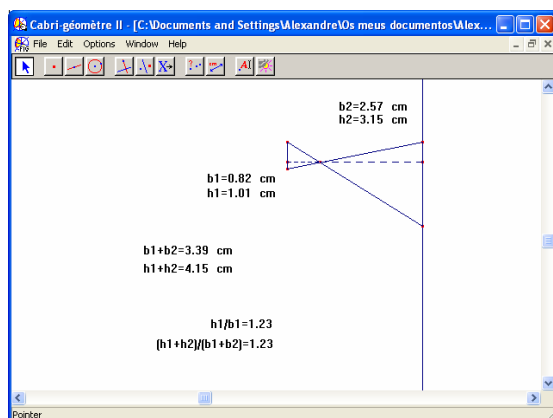 Cabri-géomètre II - [C:\Documents and Settings\Alexandre\Os meus documentos\Alex...
File Edit Options Window Help
b2=2.57 cm
h2=3.15 cm
b1=0.82 cm
h1=1.01 cm
b1+b2=3.39 cm
h1+h2=4.15 cm
h1/b1=1.23
(h1+h2)/(b1+b2)=1.23
Pointer